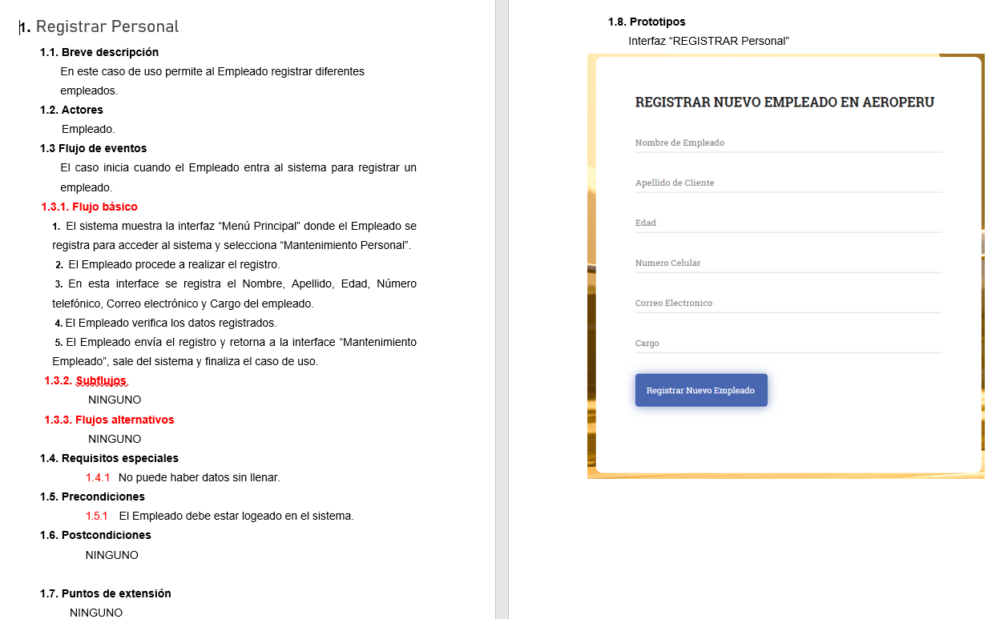 1. Registrar Personal
1.1. Breve descripción
En este caso de uso permite al Empleado registrar diferentes
empleados.
1.2. Actores
Empleado.
1.3 Flujo de eventos
El caso inicia cuando el Empleado entra al sistema para registrar un
empleado.
1.3.1. Flujo básico
1. El sistema muestra la interfaz “Menú Principal” donde el Empleado se
registra para acceder al sistema y selecciona “Mantenimiento Personal”.
2. El Empleado procede a realizar el registro.
3. En esta interface se registra el Nombre, Apellido, Edad, Número
telefónico, Correo electrónico y Cargo del empleado.
4. El Empleado verifica los datos registrados.
5. El Empleado envía el registro y retorna a la interface “Mantenimiento
Empleado”, sale del sistema y finaliza el caso de uso.
1.3.2. Subflujos
NINGUNO
1.3.3. Flujos alternativos
NINGUNO
1.4. Requisitos especiales
1.4.1 No puede haber datos sin llenar.
1.5. Precondiciones
1.5.1 El Empleado debe estar logeado en el sistema.
1.6. Postcondiciones
NINGUNO
1.7. Puntos de extensión
NINGUNO
1.8. Prototipos
Interfaz “REGISTRAR Personal”
REGISTRAR NUEVO EMPLEADO EN AEROPERU
Nombre de Empleado
Apellido de Cliente
Edad
Numero Celular
Correo Electronico
Cargo
Registrar Nuevo Empleado